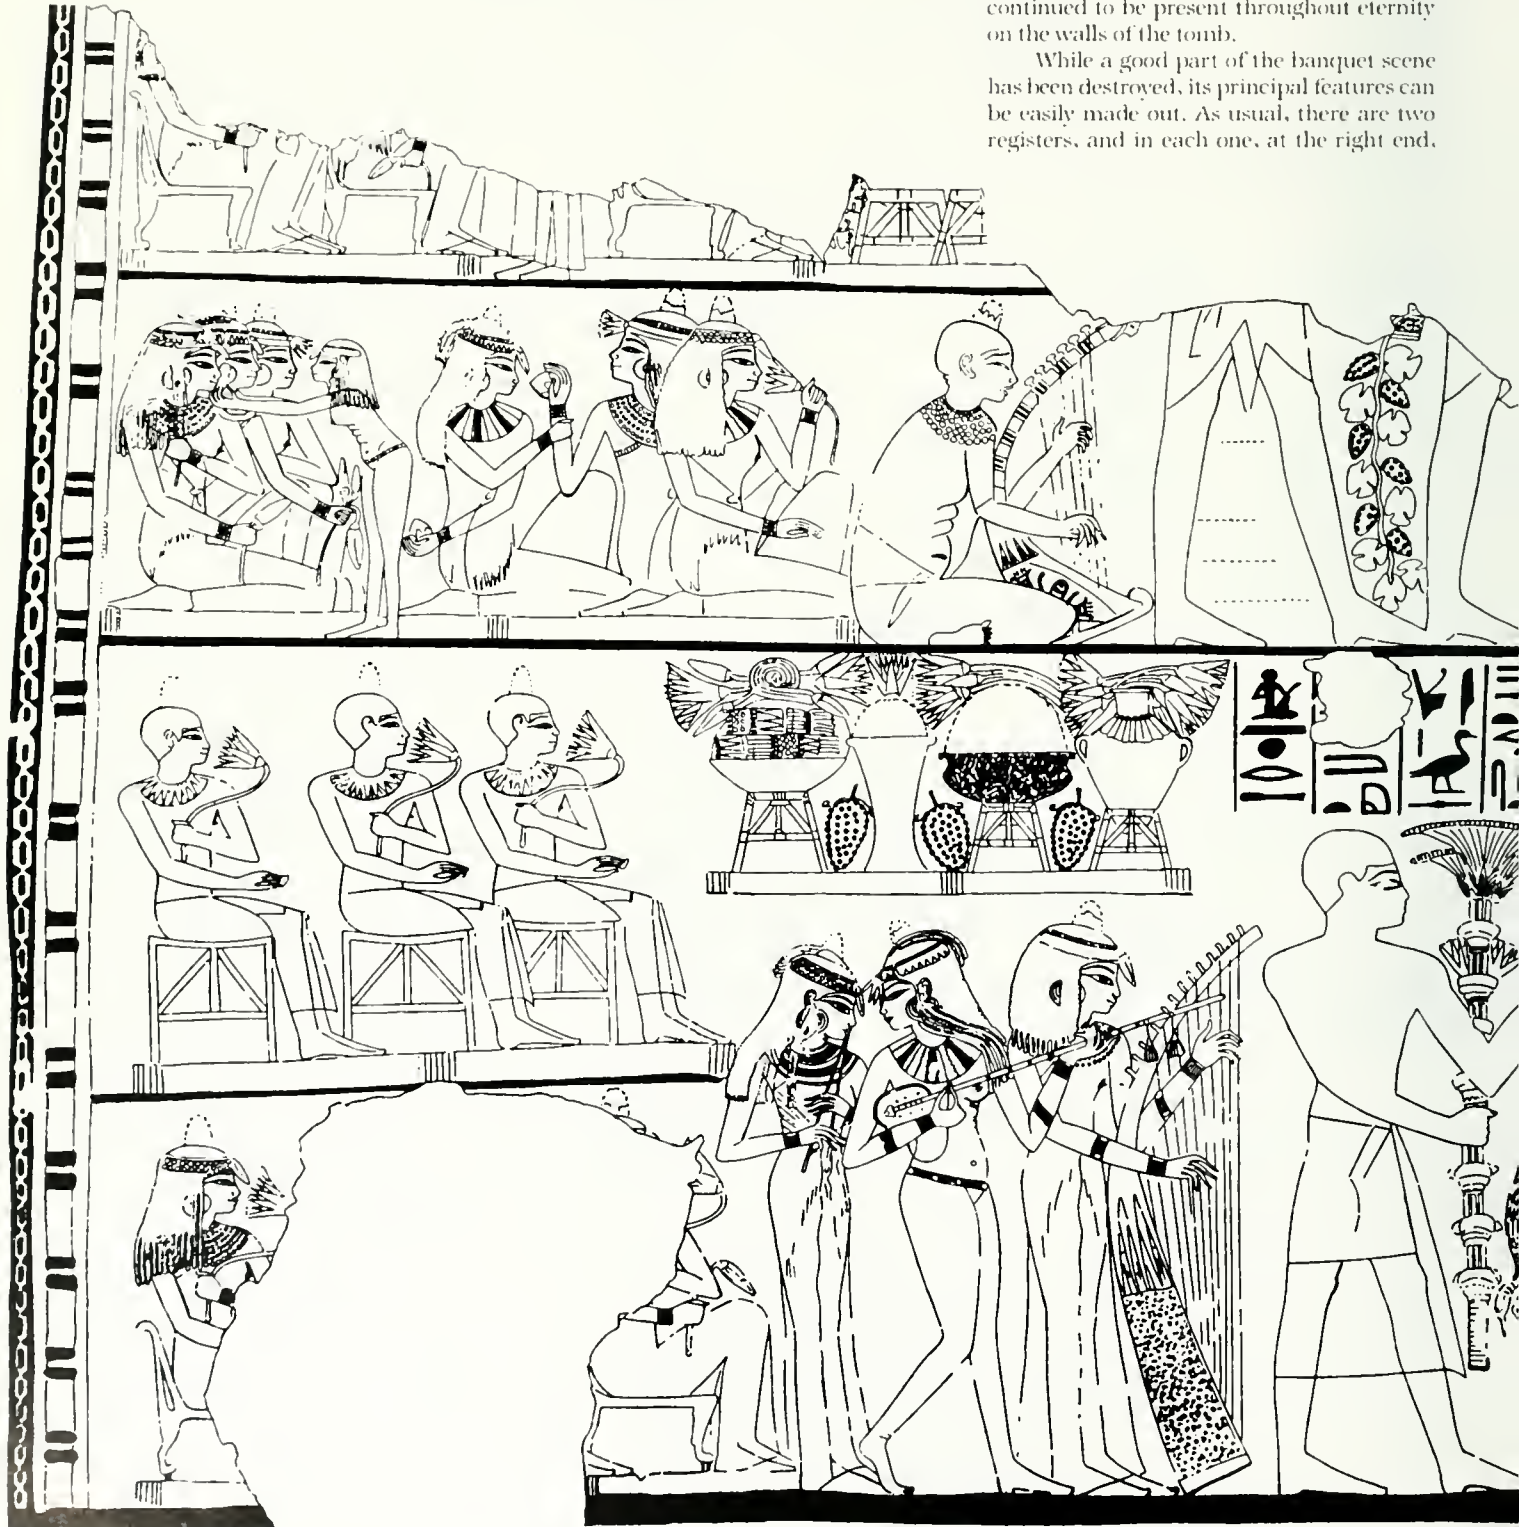 continued to be present throughout eternity
on the walls of the tomb.
While a good part of the banquet scene
has been destroyed, its principal features can
be easily made out. As usual, there are two
registers, and in each one, at the right end,